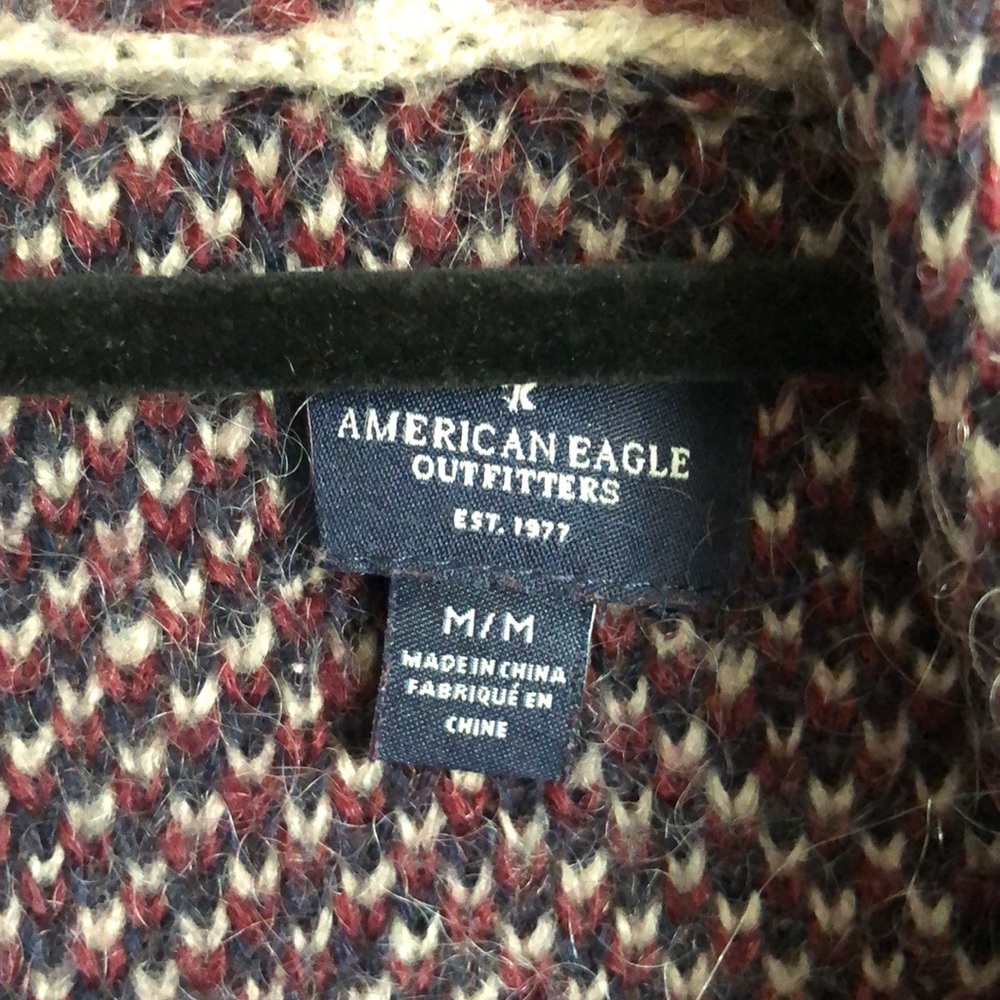 AMERICAN EAGLE
OUTFITTERS
EST. 1977
M/M
MADE IN CHINA
FABRIQUÉ EN
CHINE